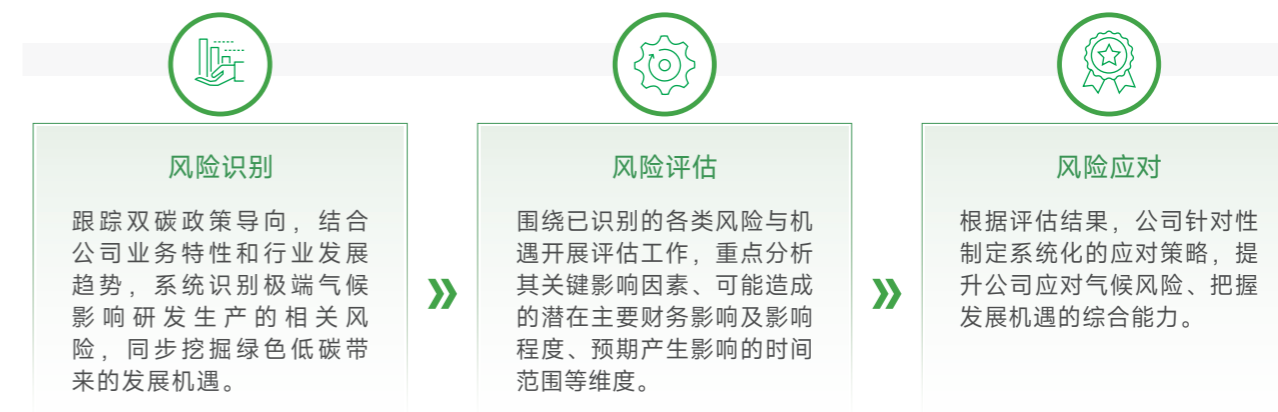 风险识别
跟踪双碳政策导向，结合
公司业务特性和行业发展
趋势，系统识别极端气候
影响研发生产的相关风
险，同步挖掘绿色低碳带
来的发展机遇。
风险评估
围绕已识别的各类风险与机
遇开展评估工作，重点分析
其关键影响因素、可能造成
的潜在主要财务影响及影响
程度、预期产生影响的时间
范围等维度。
风险应对
根据评估结果，公司针对性
制定系统化的应对策略，提
升公司应对气候风险、把握
发展机遇的综合能力。